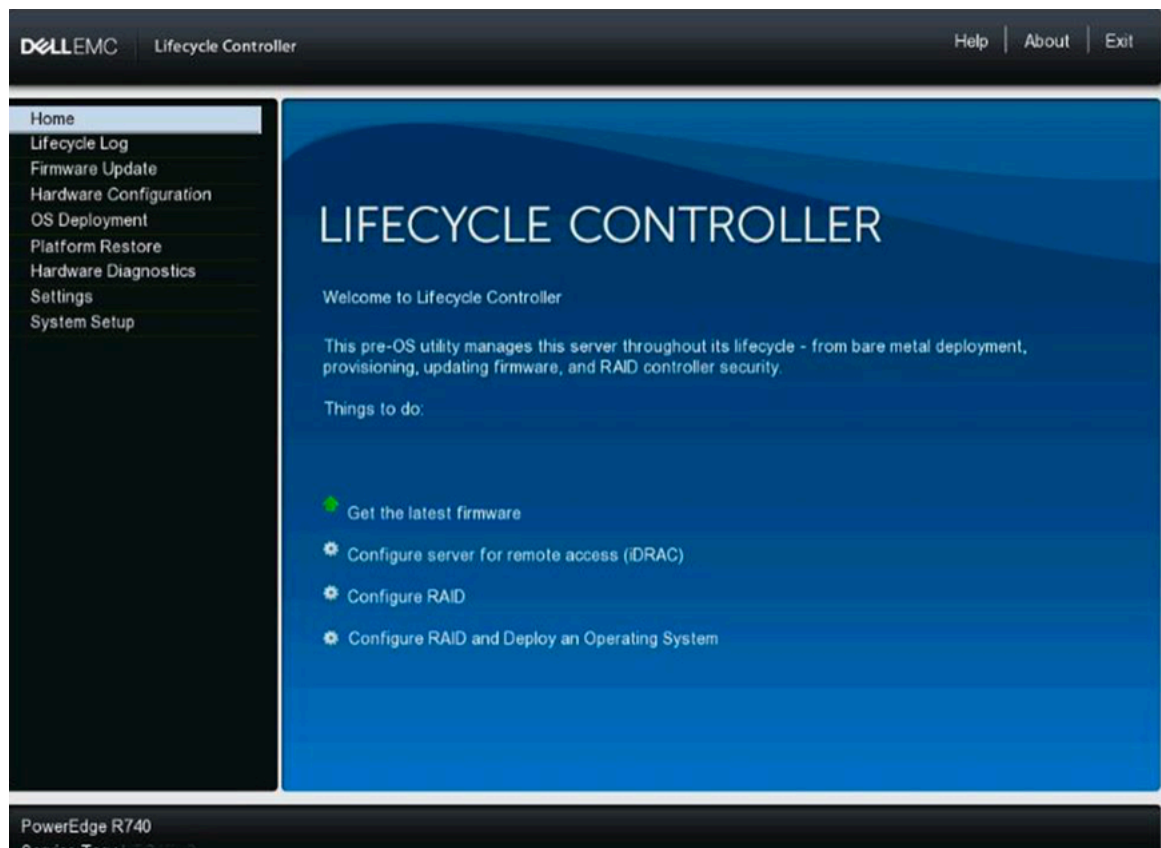 DELLEMC Lifecycle Controller
Help About Exit
Home
Lifecycle Log
Firmware Update
Hardware Configuration
OS Deployment
Platform Restore
Hardware Diagnostics
Settings
System Setup
LIFECYCLE CONTROLLER
Welcome to Lifecycle Controller
This pre-OS utility manages this server throughout its lifecycle - from bare metal deployment,
provisioning, updating firmware, and RAID controller security.
Things to do:
Get the latest firmware
Configure server for remote access (iDRAC)
Configure RAID
Configure RAID and Deploy an Operating System
PowerEdge R740